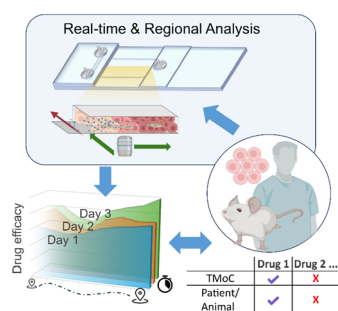 Real-time & Regional Analysis
Drug efficacy
Day 3
Day 2
Day 1
Drug 1 Drug 2 ...
TMoC ✓ X
Patient/
Animal ✓ X